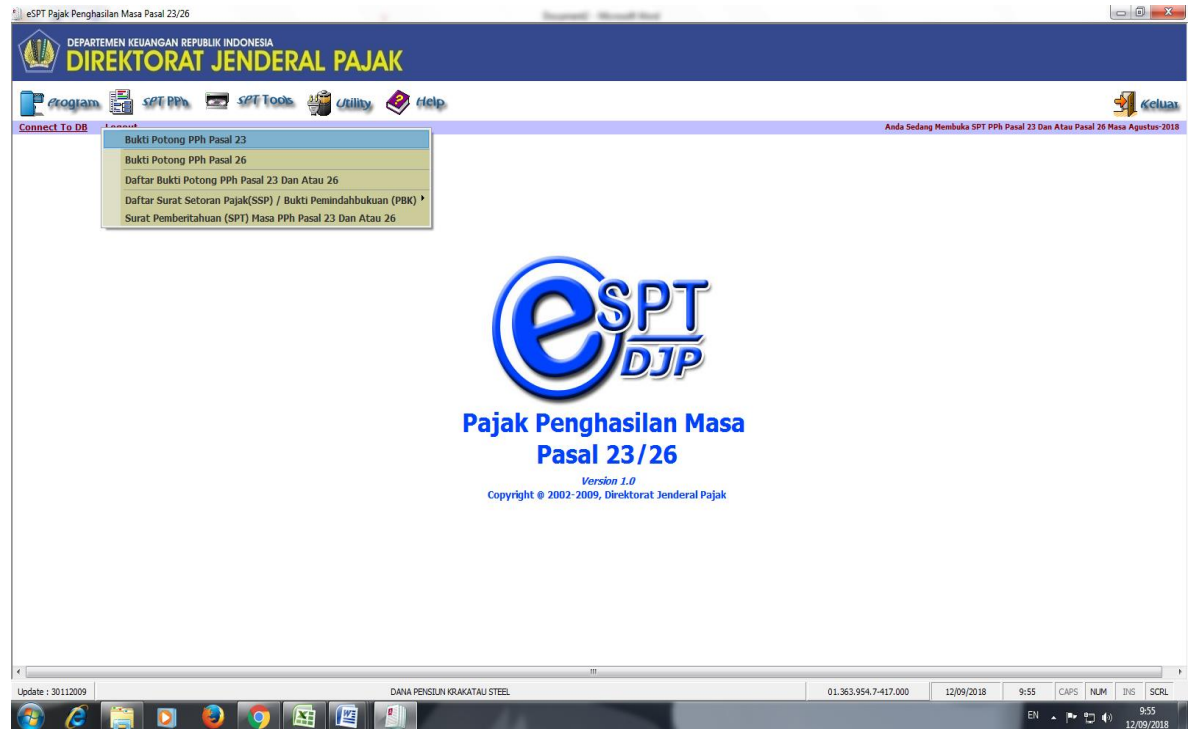 eSPT Pajak Penghasilan Masa Pasal 23/26
DEPARTEMEN KEUANGAN REPUBLIK INDONESIA
DIREKTORAT JENDERAL PAJAK
Program SPT PPh SPT Tools Utility Help Keluar
Connect To DB Logout Anda Sedang Membuka SPT PPh Pasal 23 Dan Atau Pasal 26 Masa Agustus-2018
Bukti Potong PPh Pasal 23
Bukti Potong PPh Pasal 26
Daftar Bukti Potong PPh Pasal 23 Dan Atau 26
Daftar Surat Setoran Pajak(SSP) / Bukti Pemindahbukuan (PBK)
Surat Pemberitahuan (SPT) Masa PPh Pasal 23 Dan Atau 26
e SPT
DJP
Pajak Penghasilan Masa
Pasal 23/26
Version 1.0
Copyright @ 2002-2009, Direktorat Jenderal Pajak
Update : 30112009 DANA PENSIUN KRAKATAU STEEL 01.363.954.7-417.000 12/09/2018 9:55 CAPS NUM INS SCRL
EN 9:55
12/09/2018